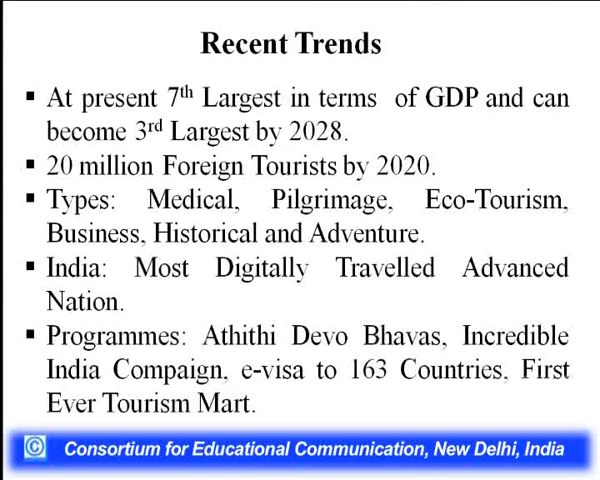 Recent Trends
▪ At present 7th Largest in terms of GDP and can
become 3rd Largest by 2028.
▪ 20 million Foreign Tourists by 2020.
▪ Types: Medical, Pilgrimage, Eco-Tourism,
Business, Historical and Adventure.
▪ India: Most Digitally Travelled Advanced
Nation.
▪ Programmes: Athithi Devo Bhavas, Incredible
India Compaign, e-visa to 163 Countries, First
Ever Tourism Mart.
© Consortium for Educational Communication, New Delhi, India